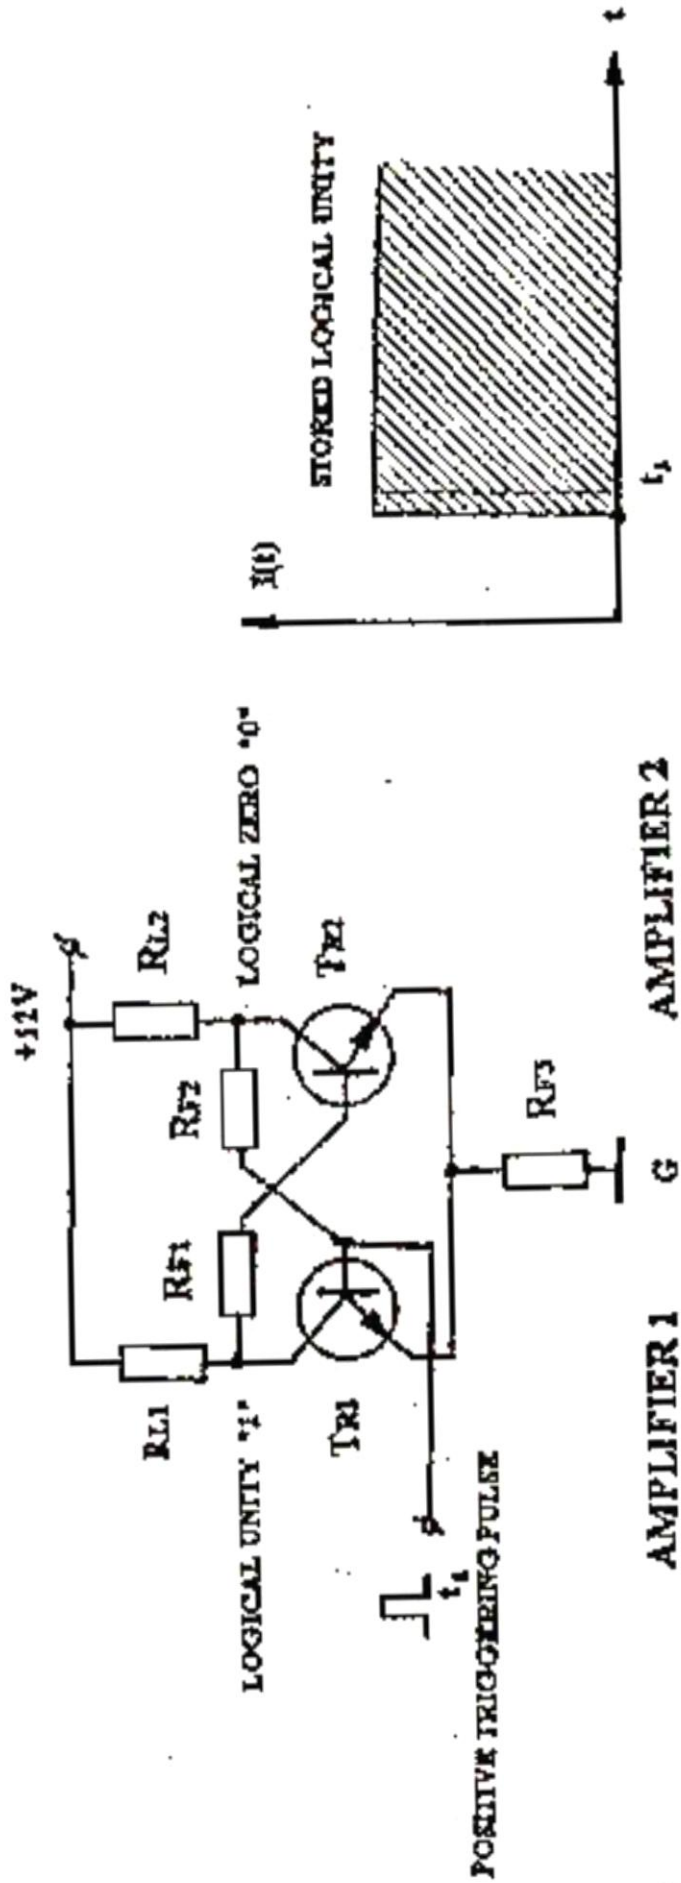 +12V
RL1
RL2
RF1
RF2
LOGICAL UNITY "1"
LOGICAL ZERO "0"
TR1
TR2
POSITIVE TRIGGERING PULSE
t1
RF3
AMPLIFIER 1
G
AMPLIFIER 2
I(t)
STORED LOGICAL UNITY
t1
t